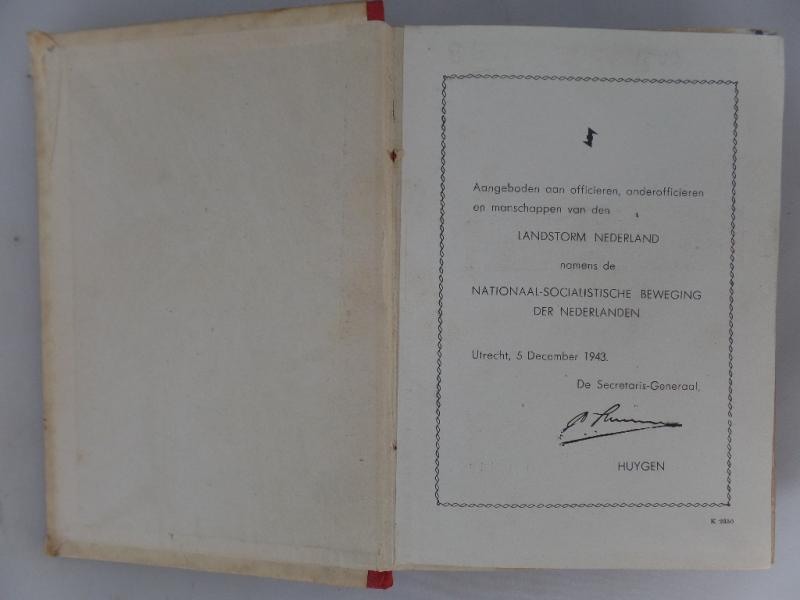 Aangeboden aan officieren, onderofficieren
en manschappen van den
LANDSTORM NEDERLAND
namens de
NATIONAAL-SOCIALISTISCHE BEWEGING
DER NEDERLANDEN
Utrecht, 5 December 1943.
De Secretaris-Generaal,
HUYGEN
K 2350